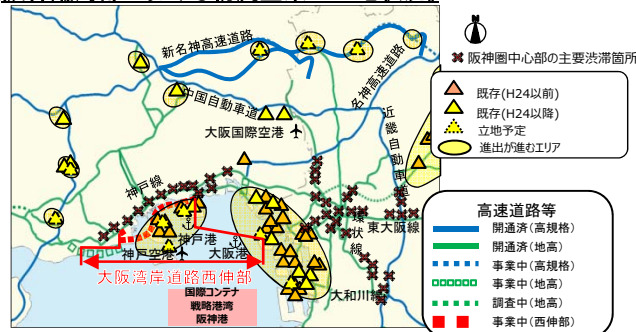 新名神高速道路
名神高速道路
中国自動車道
近畿自動車道
大阪国際空港
神戸線
神戸港
神戸空港
大阪港
環状線
東大阪線
大和川線
大阪湾岸道路西伸部
国際コンテナ
戦略港湾
阪神港
阪神圏中心部の主要渋滞箇所
既存(H24以前)
既存(H24以降)
立地予定
進出が進むエリア
高速道路等
開通済(高規格)
開通済(地高)
事業中(高規格)
事業中(地高)
調査中(地高)
事業中(西伸部)